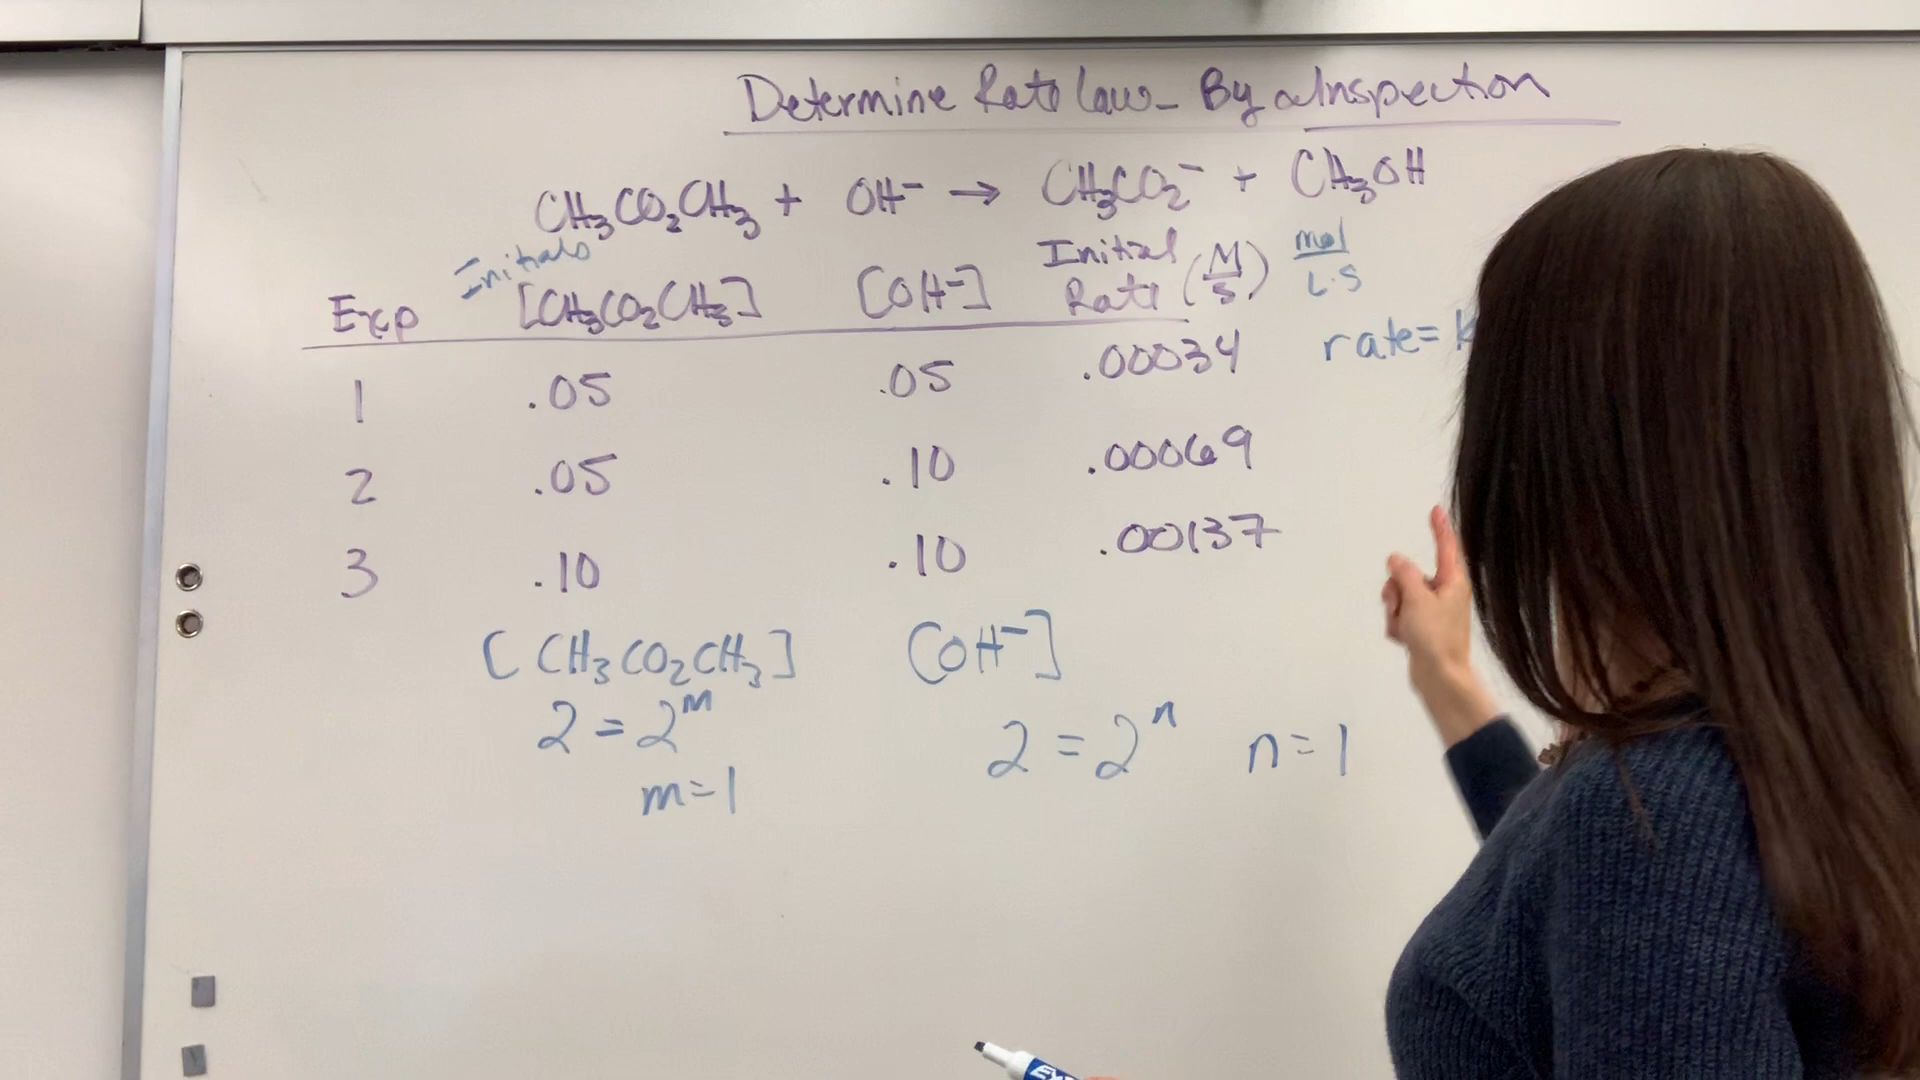 Determine Rate law - By Inspection
CH₃CO₂CH₃ + OH⁻ → CH₃CO₂⁻ + CH₃OH
Initials
Exp [CH₃CO₂CH₃] [OH⁻] Initial Rate (M/s) mol/L·S
rate=
1 .05 .05 .00034
2 .05 .10 .00069
3 .10 .10 .00137
[CH₃CO₂CH₃] [OH⁻]
2 = 2ᵐ 2 = 2ⁿ n=1
m=1